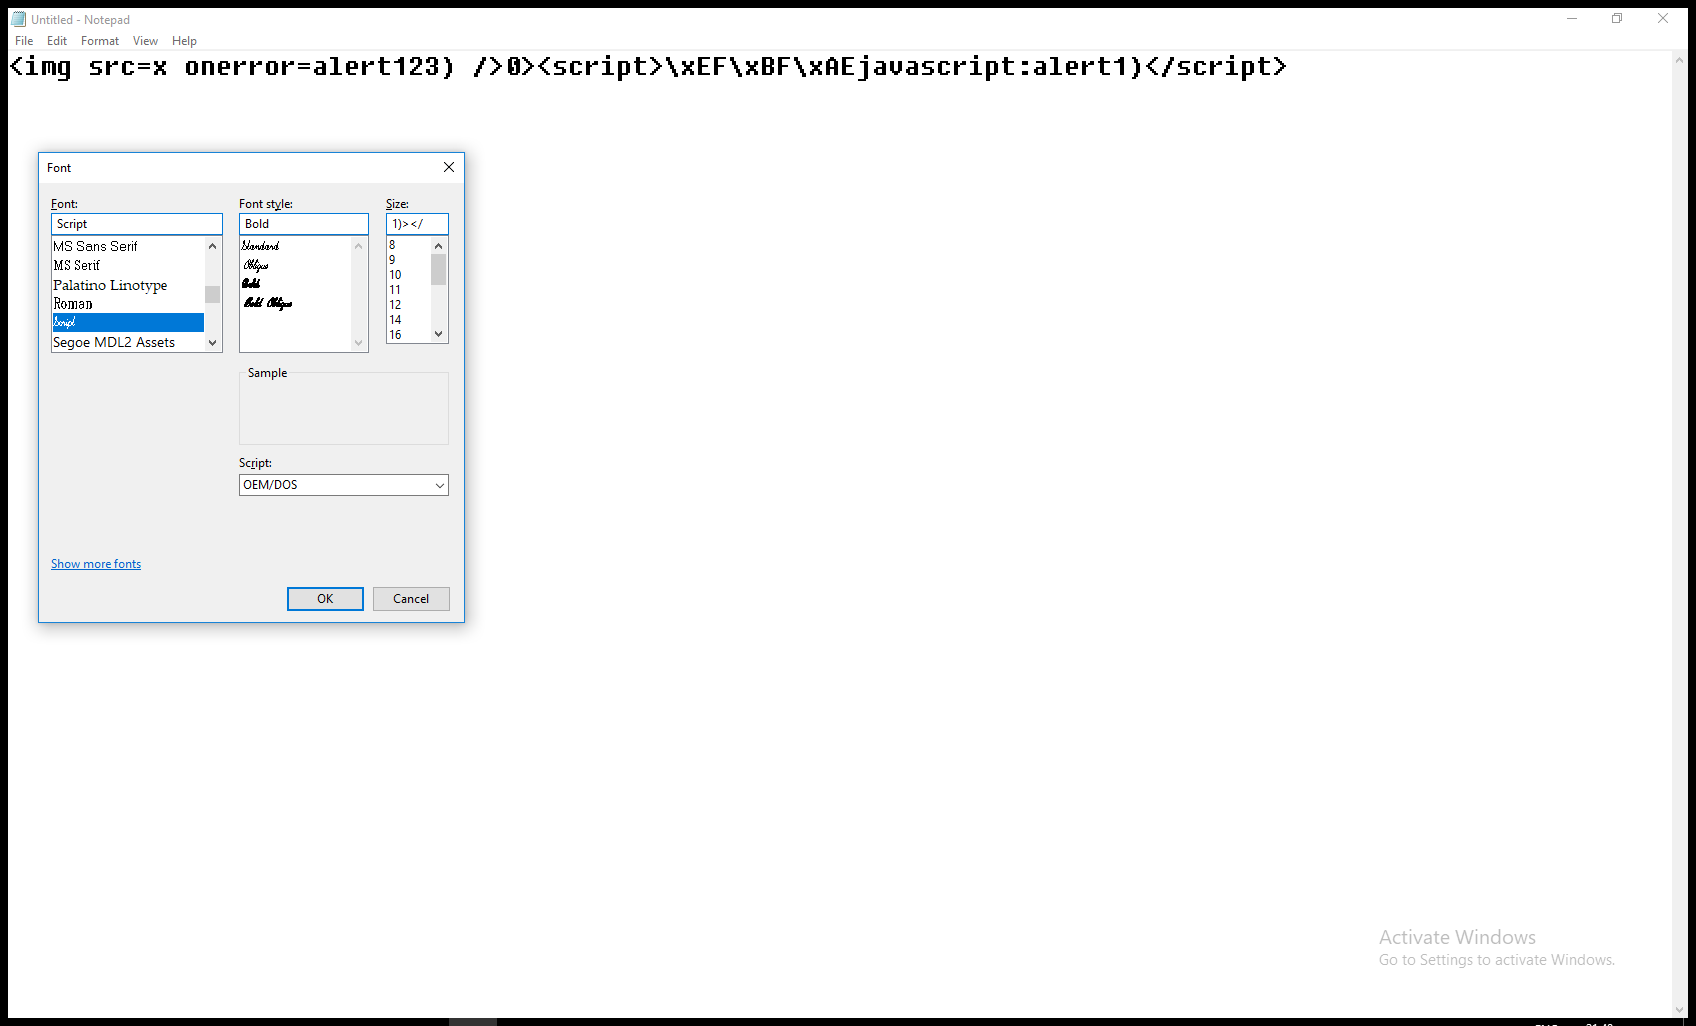 Untitled - Notepad
File Edit Format View Help
<img src=x onerror=alert123) />0><script>\xEF\xBF\xAEjavascript:alert1)</script>
Font
Font: Font style: Size:
Script Bold 1)></
MS Sans Serif Standard 8
MS Serif Oblique 9
Palatino Linotype Bold 10
Roman Bold Oblique 11
Script 12
Segoe MDL2 Assets 14
16
Sample
Script:
OEM/DOS
Show more fonts
OK Cancel
Activate Windows
Go to Settings to activate Windows.